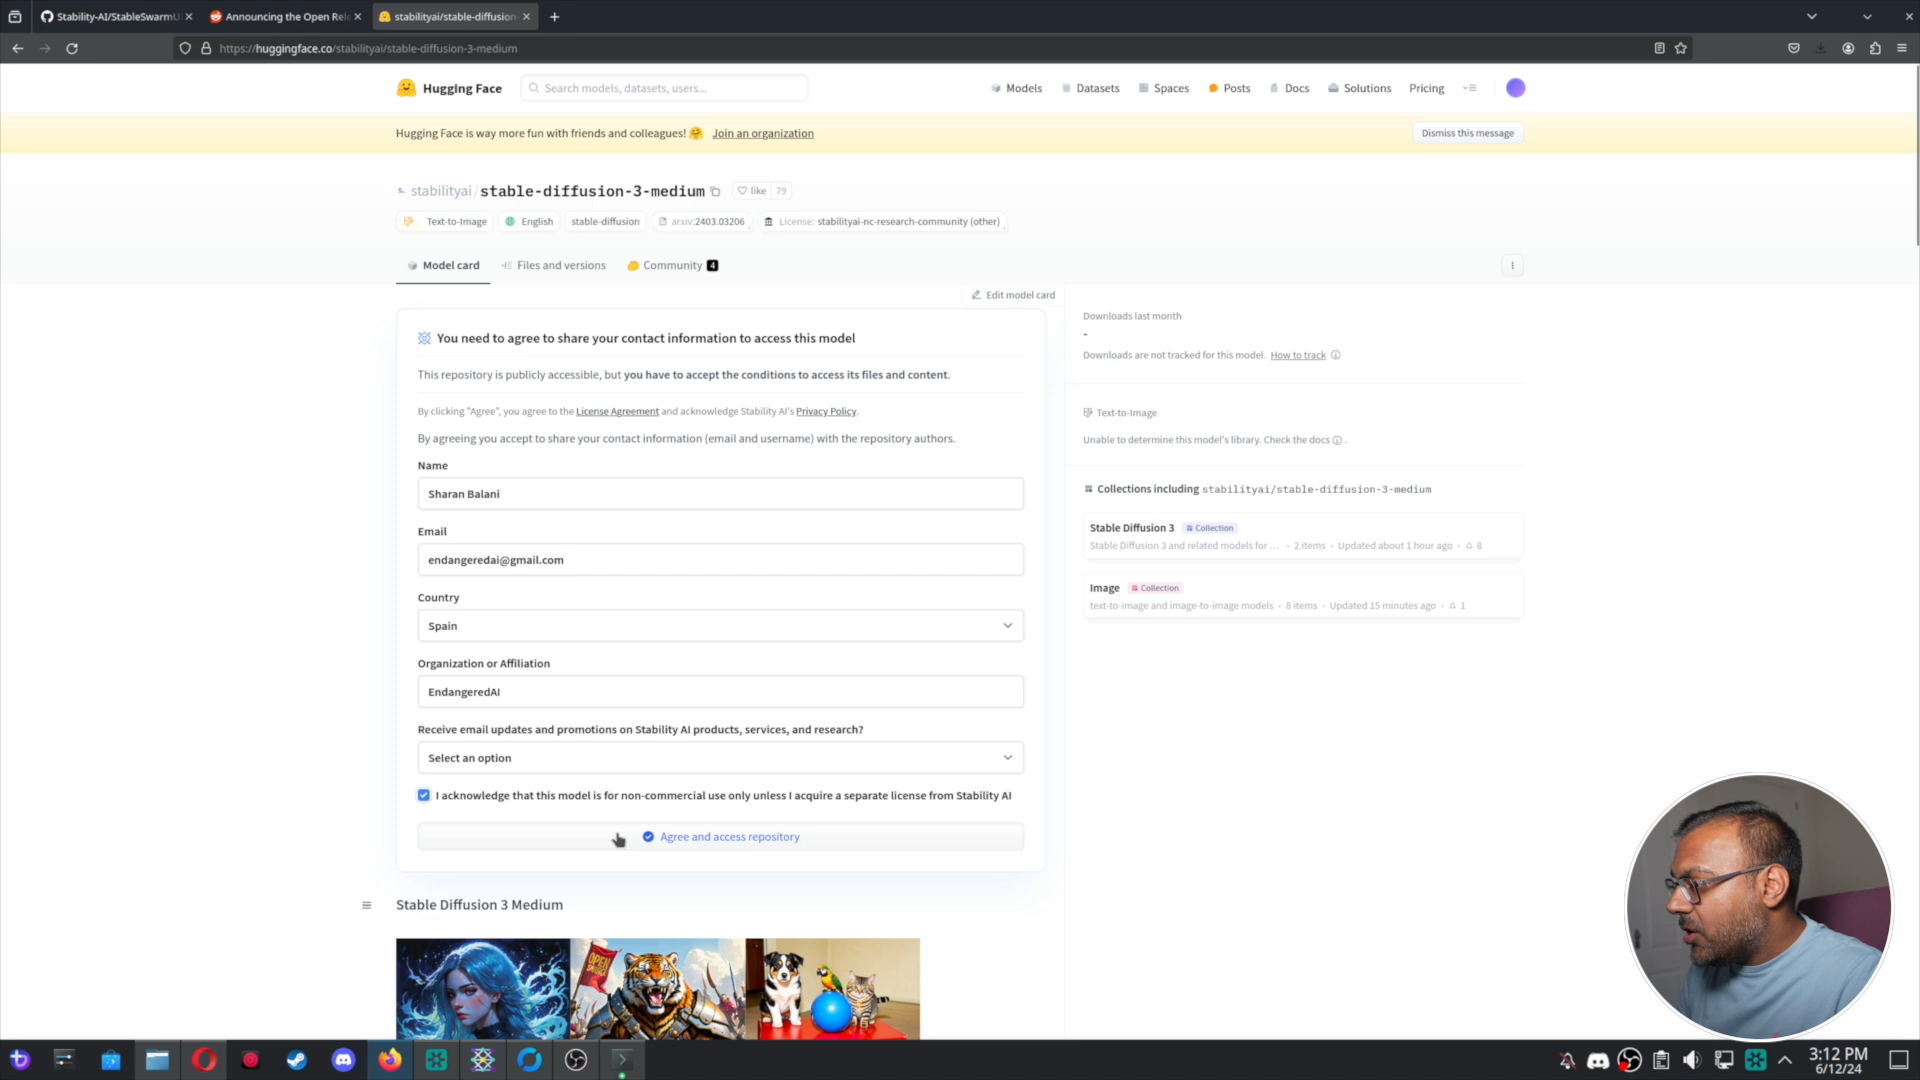 Stability-AI/StableSwarmU
Announcing the Open Rel
stabilityai/stable-diffusion-
https://huggingface.co/stabilityai/stable-diffusion-3-medium
Hugging Face
Search models, datasets, users...
Models
Datasets
Spaces
Posts
Docs
Solutions
Pricing
Hugging Face is way more fun with friends and colleagues! 🤗 Join an organization
Dismiss this message
stabilityai/stable-diffusion-3-medium
like 79
Text-to-Image
English
stable-diffusion
arxiv:2403.03206
License: stabilityai-nc-research-community (other)
Model card
Files and versions
Community 4
Edit model card
You need to agree to share your contact information to access this model
This repository is publicly accessible, but you have to accept the conditions to access its files and content.
By clicking "Agree", you agree to the License Agreement and acknowledge Stability AI's Privacy Policy.
By agreeing you accept to share your contact information (email and username) with the repository authors.
Name
Sharan Balani
Email
endangeredai@gmail.com
Country
Spain
Organization or Affiliation
EndangeredAI
Receive email updates and promotions on Stability AI products, services, and research?
Select an option
I acknowledge that this model is for non-commercial use only unless I acquire a separate license from Stability AI
Agree and access repository
Stable Diffusion 3 Medium
OPEN
Downloads last month
-
Downloads are not tracked for this model. How to track
Text-to-Image
Unable to determine this model's library. Check the docs .
Collections including stabilityai/stable-diffusion-3-medium
Stable Diffusion 3 Collection
Stable Diffusion 3 and related models for ... • 2 items • Updated about 1 hour ago • 8
Image Collection
text-to-image and image-to-image models • 8 items • Updated 15 minutes ago • 1
3:12 PM
6/12/24